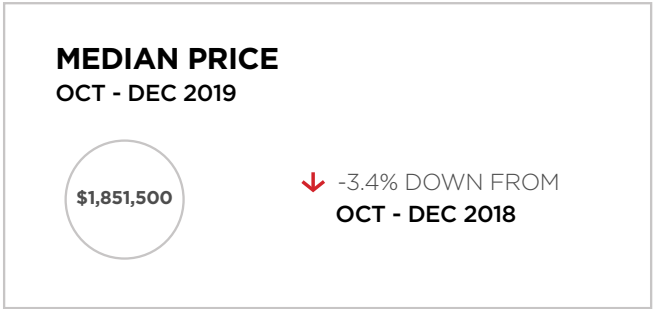 MEDIAN PRICE
OCT - DEC 2019
$1,851,500
-3.4% DOWN FROM
OCT - DEC 2018